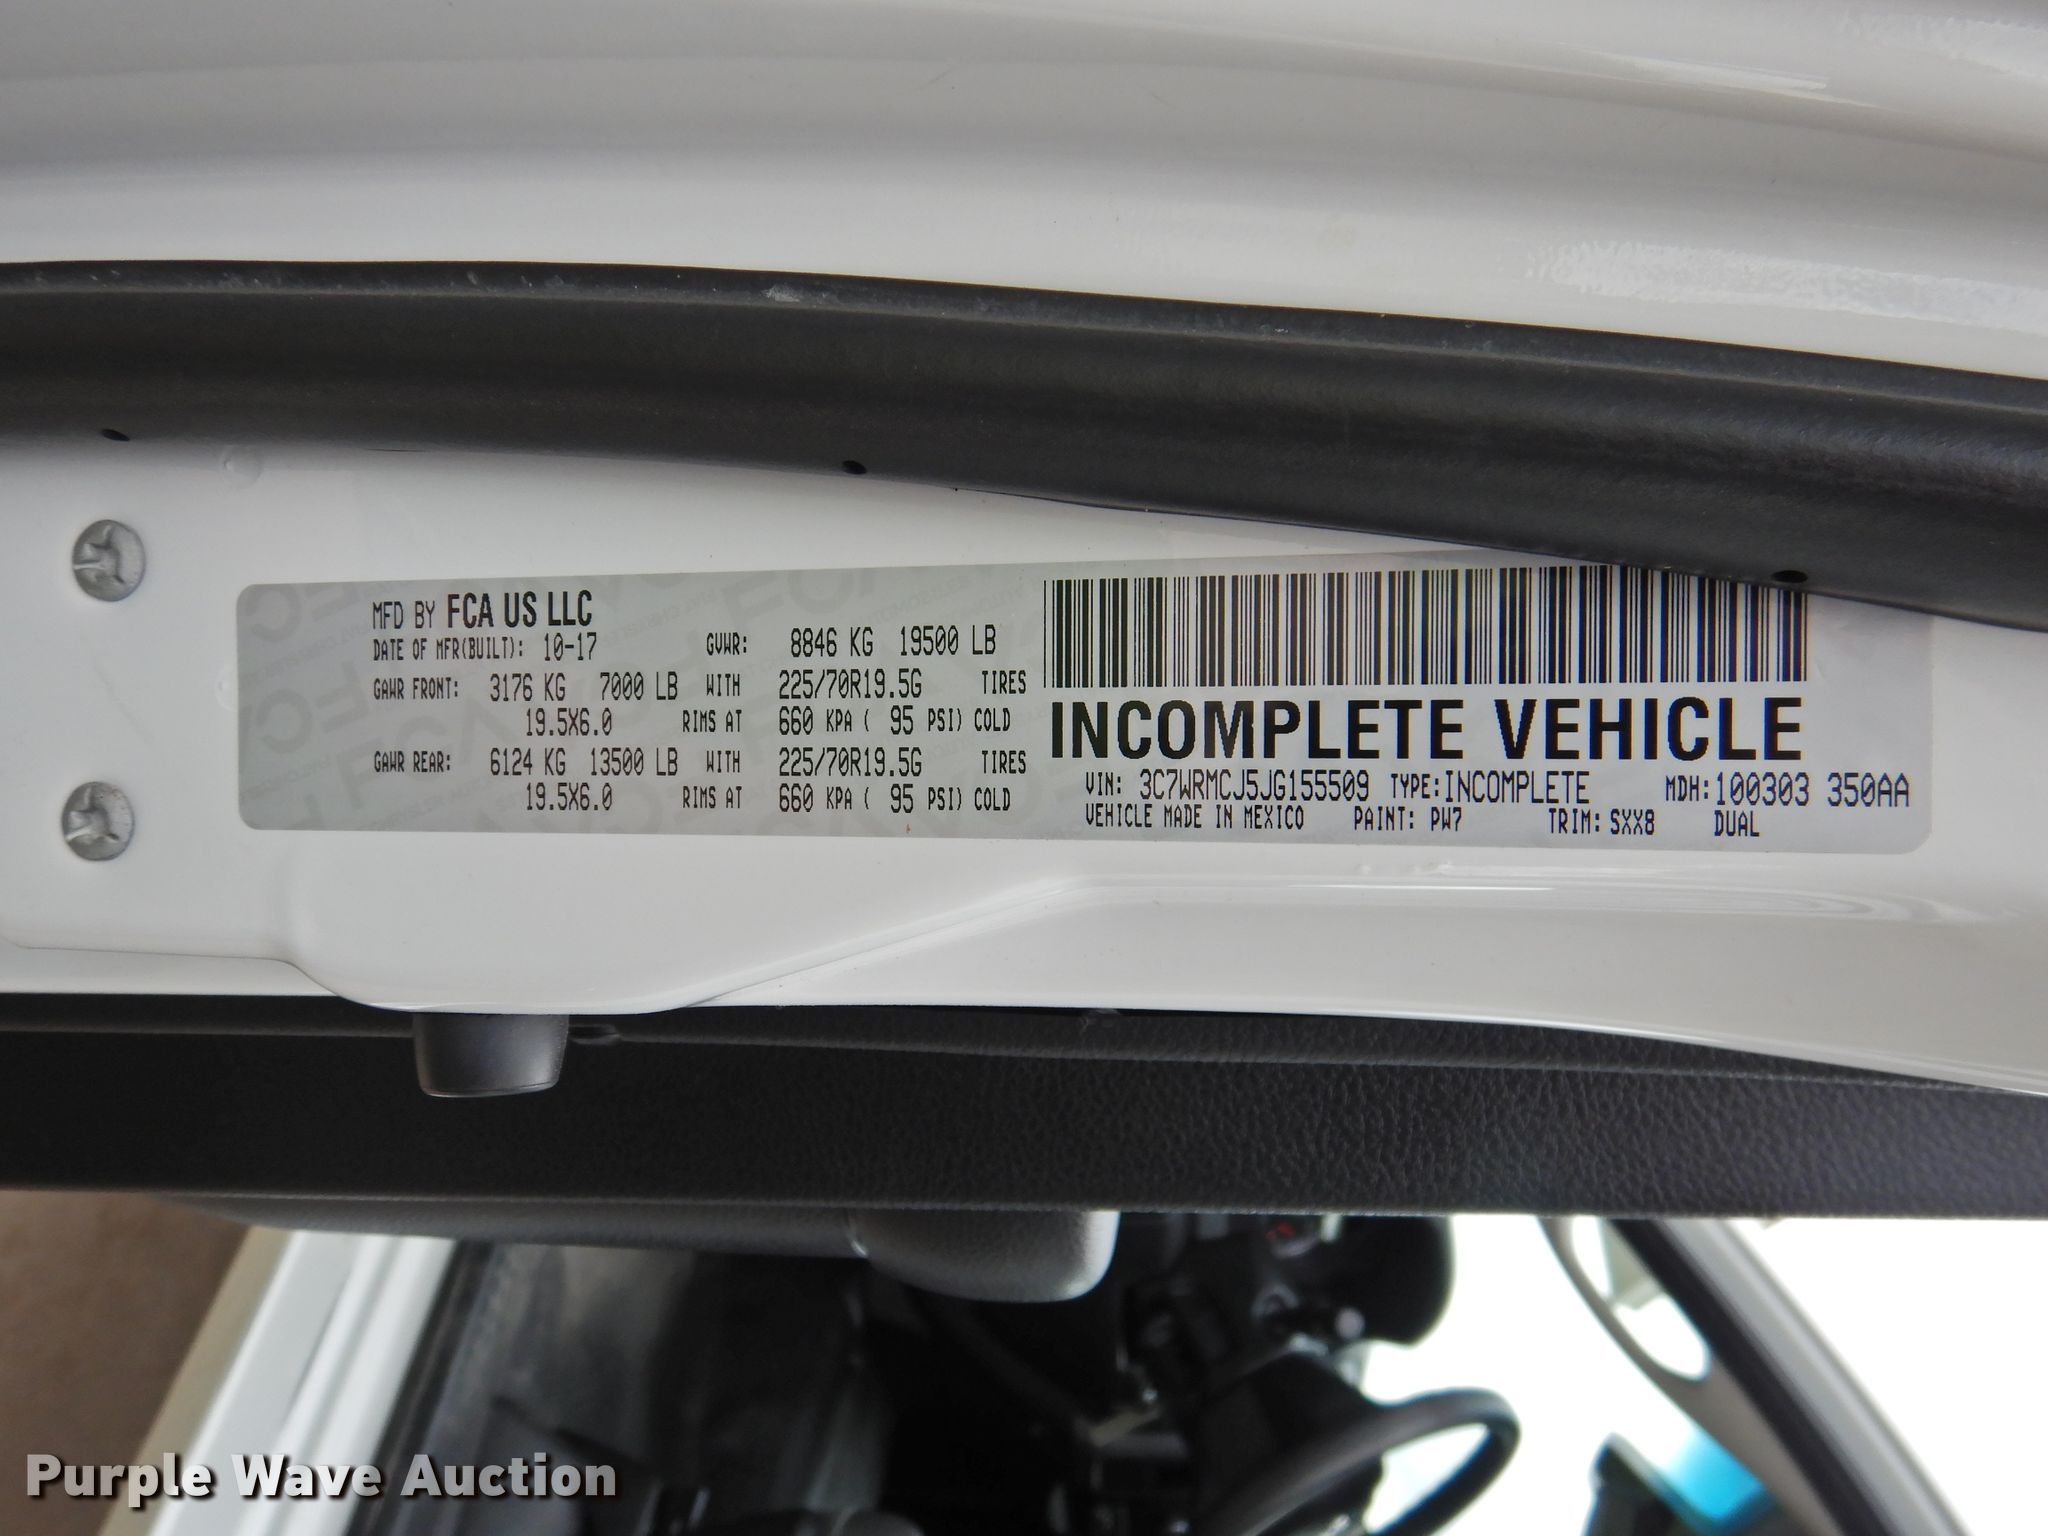 MFD BY FCA US LLC
DATE OF MFR(BUILT): 10-17 GVWR: 8846 KG 19500 LB
GAWR FRONT: 3176 KG 7000 LB WITH 225/70R19.5G TIRES
19.5X6.0 RIMS AT 660 KPA ( 95 PSI) COLD
GAWR REAR: 6124 KG 13500 LB WITH 225/70R19.5G TIRES
19.5X6.0 RIMS AT 660 KPA ( 95 PSI) COLD
INCOMPLETE VEHICLE
VIN: 3C7WRMCJ5JG155509 TYPE: INCOMPLETE MDH: 100303 350AA
VEHICLE MADE IN MEXICO PAINT: PW7 TRIM: SXX8 DUAL
Purple Wave Auction